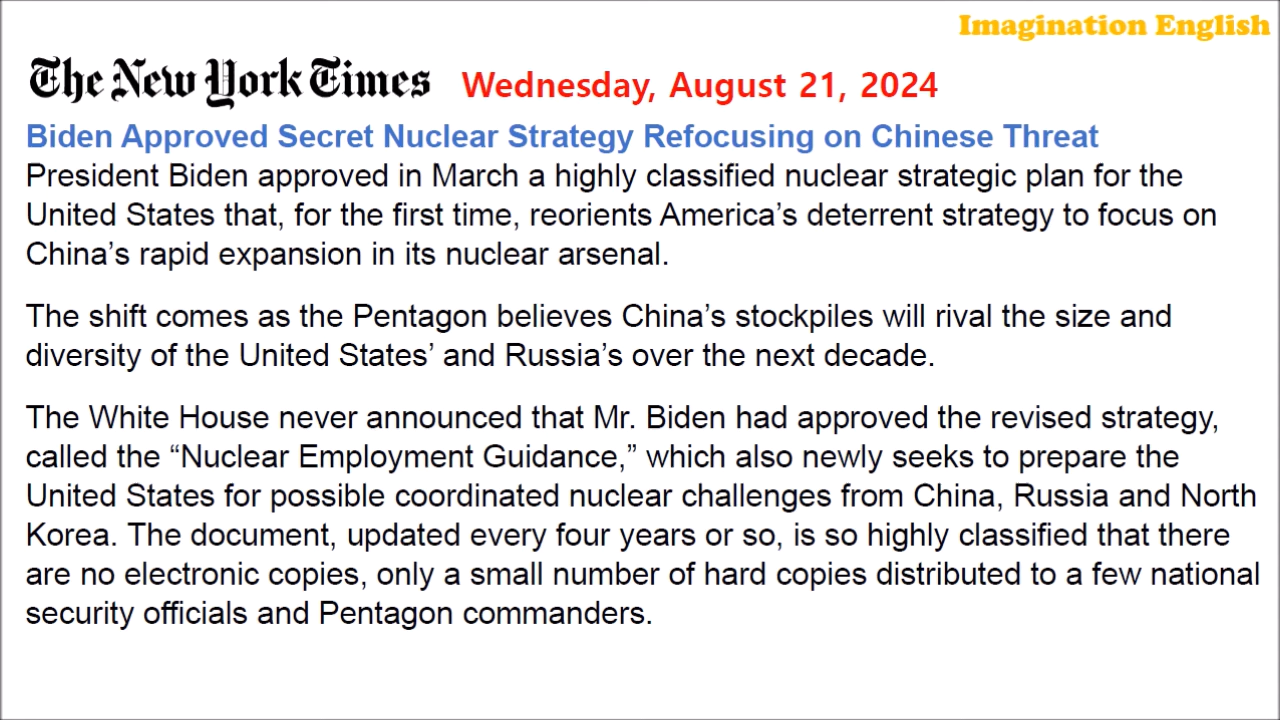 Imagination English
The New York Times Wednesday, August 21, 2024
Biden Approved Secret Nuclear Strategy Refocusing on Chinese Threat
President Biden approved in March a highly classified nuclear strategic plan for the
United States that, for the first time, reorients America’s deterrent strategy to focus on
China’s rapid expansion in its nuclear arsenal.
The shift comes as the Pentagon believes China’s stockpiles will rival the size and
diversity of the United States’ and Russia’s over the next decade.
The White House never announced that Mr. Biden had approved the revised strategy,
called the “Nuclear Employment Guidance,” which also newly seeks to prepare the
United States for possible coordinated nuclear challenges from China, Russia and North
Korea. The document, updated every four years or so, is so highly classified that there
are no electronic copies, only a small number of hard copies distributed to a few national
security officials and Pentagon commanders.